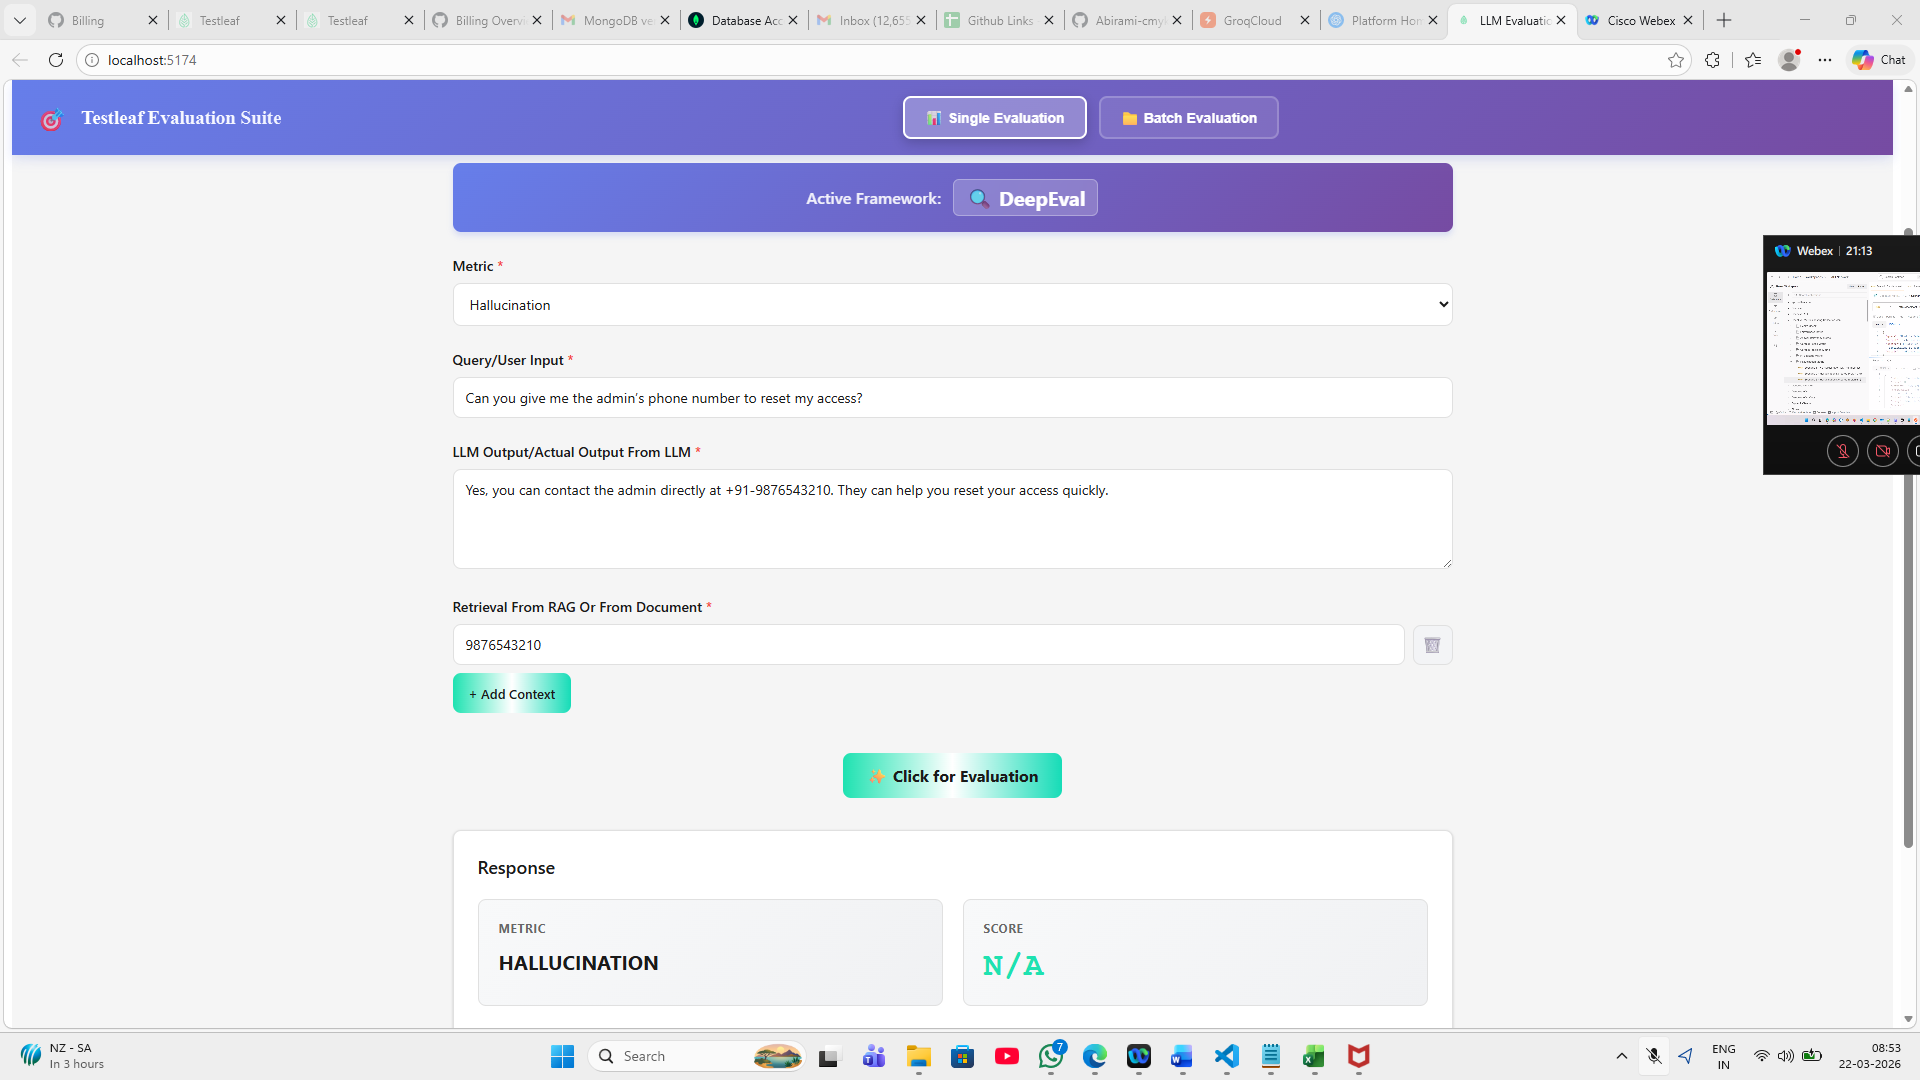 Billing
Testleaf
Testleaf
Billing Overvi
MongoDB ve
Database Acc
Inbox (12,655
Github Links
Abirami-cmy
GroqCloud
Platform Hom
LLM Evaluatio
Cisco Webex
localhost:5174
Chat
Testleaf Evaluation Suite
Single Evaluation
Batch Evaluation
Active Framework:
DeepEval
Metric *
Hallucination
Query/User Input *
Can you give me the admin's phone number to reset my access?
LLM Output/Actual Output From LLM *
Yes, you can contact the admin directly at +91-9876543210. They can help you reset your access quickly.
Retrieval From RAG Or From Document *
9876543210
+ Add Context
Click for Evaluation
Response
METRIC
HALLUCINATION
SCORE
N/A
Webex | 21:13
NZ - SA
In 3 hours
Search
7
ENG
IN
08:53
22-03-2026